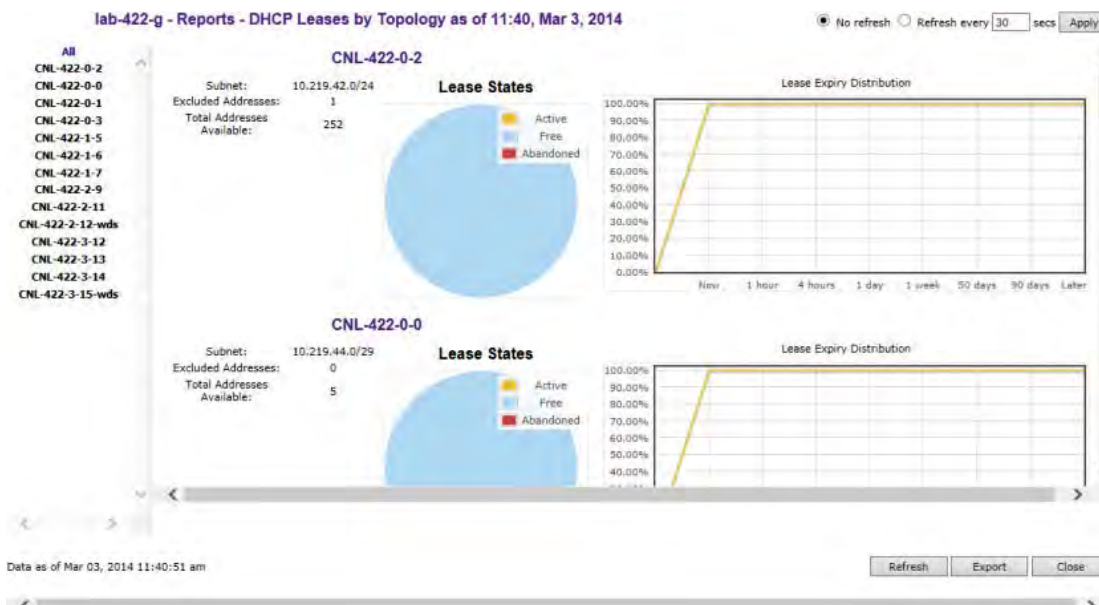 lab-422-g - Reports - DHCP Leases by Topology as of 11:40, Mar 3, 2014
No refresh Refresh every 30 secs Apply
All
CNL-422-0-2
CNL-422-0-0
CNL-422-0-1
CNL-422-0-3
CNL-422-1-5
CNL-422-1-6
CNL-422-1-7
CNL-422-2-9
CNL-422-2-11
CNL-422-2-12-wds
CNL-422-3-12
CNL-422-3-13
CNL-422-3-14
CNL-422-3-15-wds
CNL-422-0-2
Subnet: 10.219.42.0/24
Excluded Addresses: 1
Total Addresses Available: 252
Lease States
Active
Free
Abandoned
Lease Expiry Distribution
100.00%
90.00%
80.00%
70.00%
60.00%
50.00%
40.00%
30.00%
20.00%
10.00%
0.00%
Now 1 hour 4 hours 1 day 1 week 50 days 90 days Later
CNL-422-0-0
Subnet: 10.219.44.0/29
Excluded Addresses: 0
Total Addresses Available: 5
Lease States
Active
Free
Abandoned
Lease Expiry Distribution
100.00%
90.00%
80.00%
70.00%
60.00%
50.00%
40.00%
Data as of Mar 03, 2014 11:40:51 am
Refresh Export Close